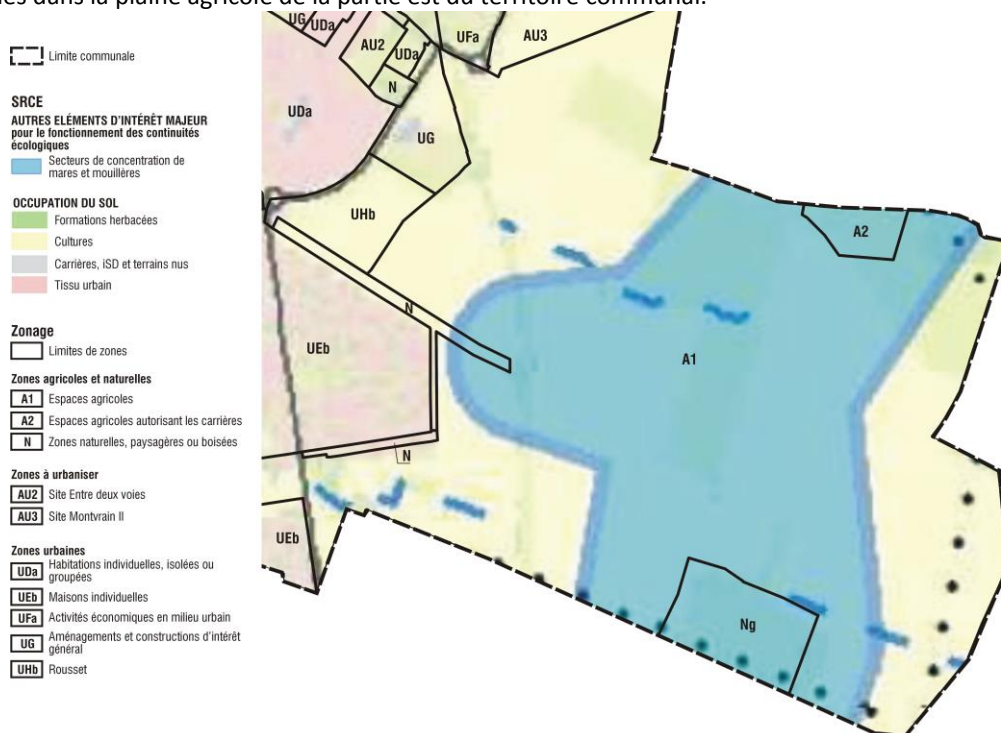 es dans la plaine agricole de la partie est du territoire communal.
Limite communale
SRCE
AUTRES ELÉMENTS D'INTÉRÊT MAJEUR
pour le fonctionnement des continuités
écologiques
Secteurs de concentration de
mares et mouillères
OCCUPATION DU SOL
Formations herbacées
Cultures
Carrières, iSD et terrains nus
Tissu urbain
Zonage
Limites de zones
Zones agricoles et naturelles
A1 Espaces agricoles
A2 Espaces agricoles autorisant les carrières
N Zones naturelles, paysagères ou boisées
Zones à urbaniser
AU2 Site Entre deux voies
AU3 Site Montvrain II
Zones urbaines
UDa Habitations individuelles, isolées ou
groupées
UEb Maisons individuelles
UFa Activités économiques en milieu urbain
UG Aménagements et constructions d'intérêt
général
UHb Rousset
UG
UDa
AU2
UDa
N
UFa
AU3
UDa
UG
UHb
A2
N
UEb
A1
N
UEb
Ng